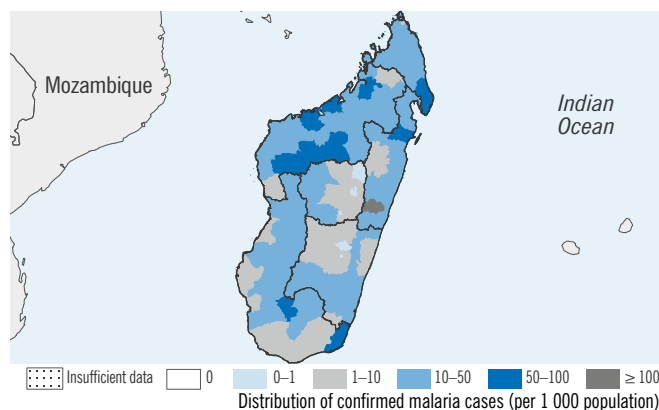 Mozambique
Indian
Ocean
Insufficient data 0 0–1 1–10 10–50 50–100 ≥ 100
Distribution of confirmed malaria cases (per 1 000 population)